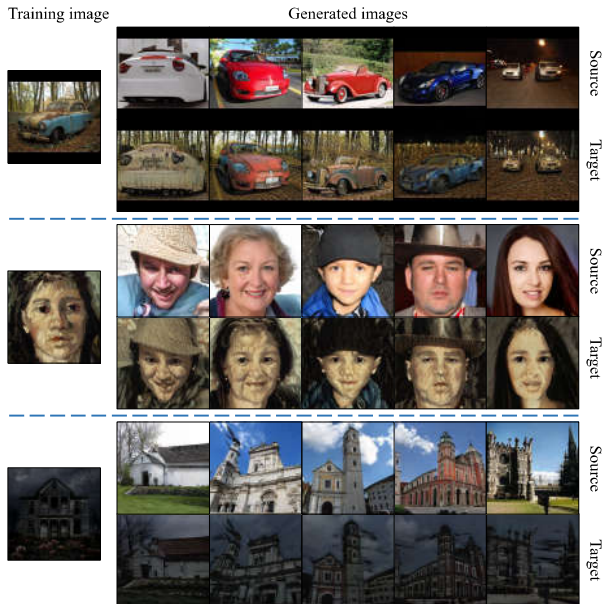 Training image
Generated images
Source
Target
Source
Target
Source
Target